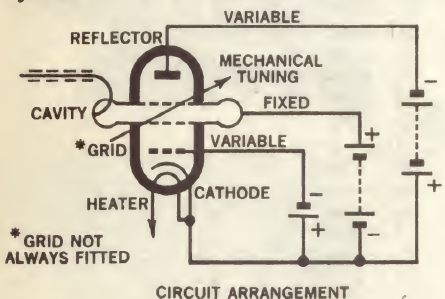 VARIABLE
REFLECTOR
MECHANICAL
TUNING
CAVITY
FIXED
*GRID
VARIABLE
HEATER
CATHODE
*GRID NOT
ALWAYS FITTED
CIRCUIT ARRANGEMENT